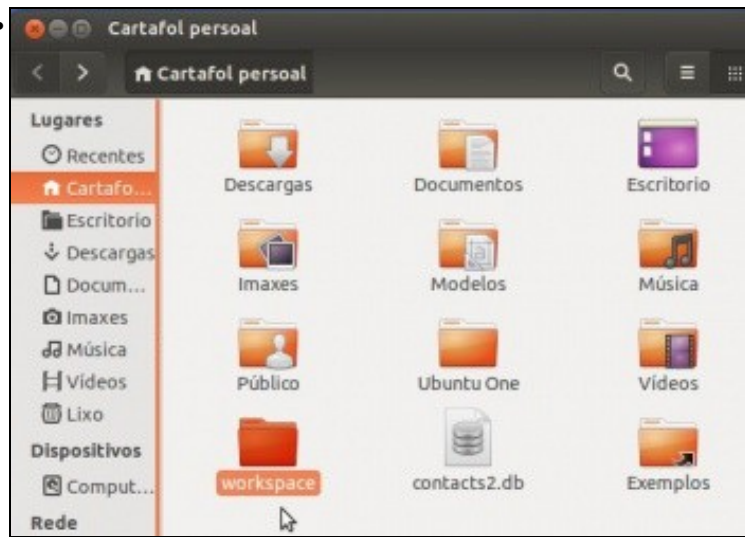 Cartafol persoal
Cartafol persoal
Lugares
Recentes
Cartafo...
Escritorio
Descargas
Docum...
Imaxes
Música
Vídeos
Lixo
Dispositivos
Comput...
Rede
Descargas Documentos Escritorio
Imaxes Modelos Música
Público Ubuntu One Vídeos
workspace contacts2.db Exemplos